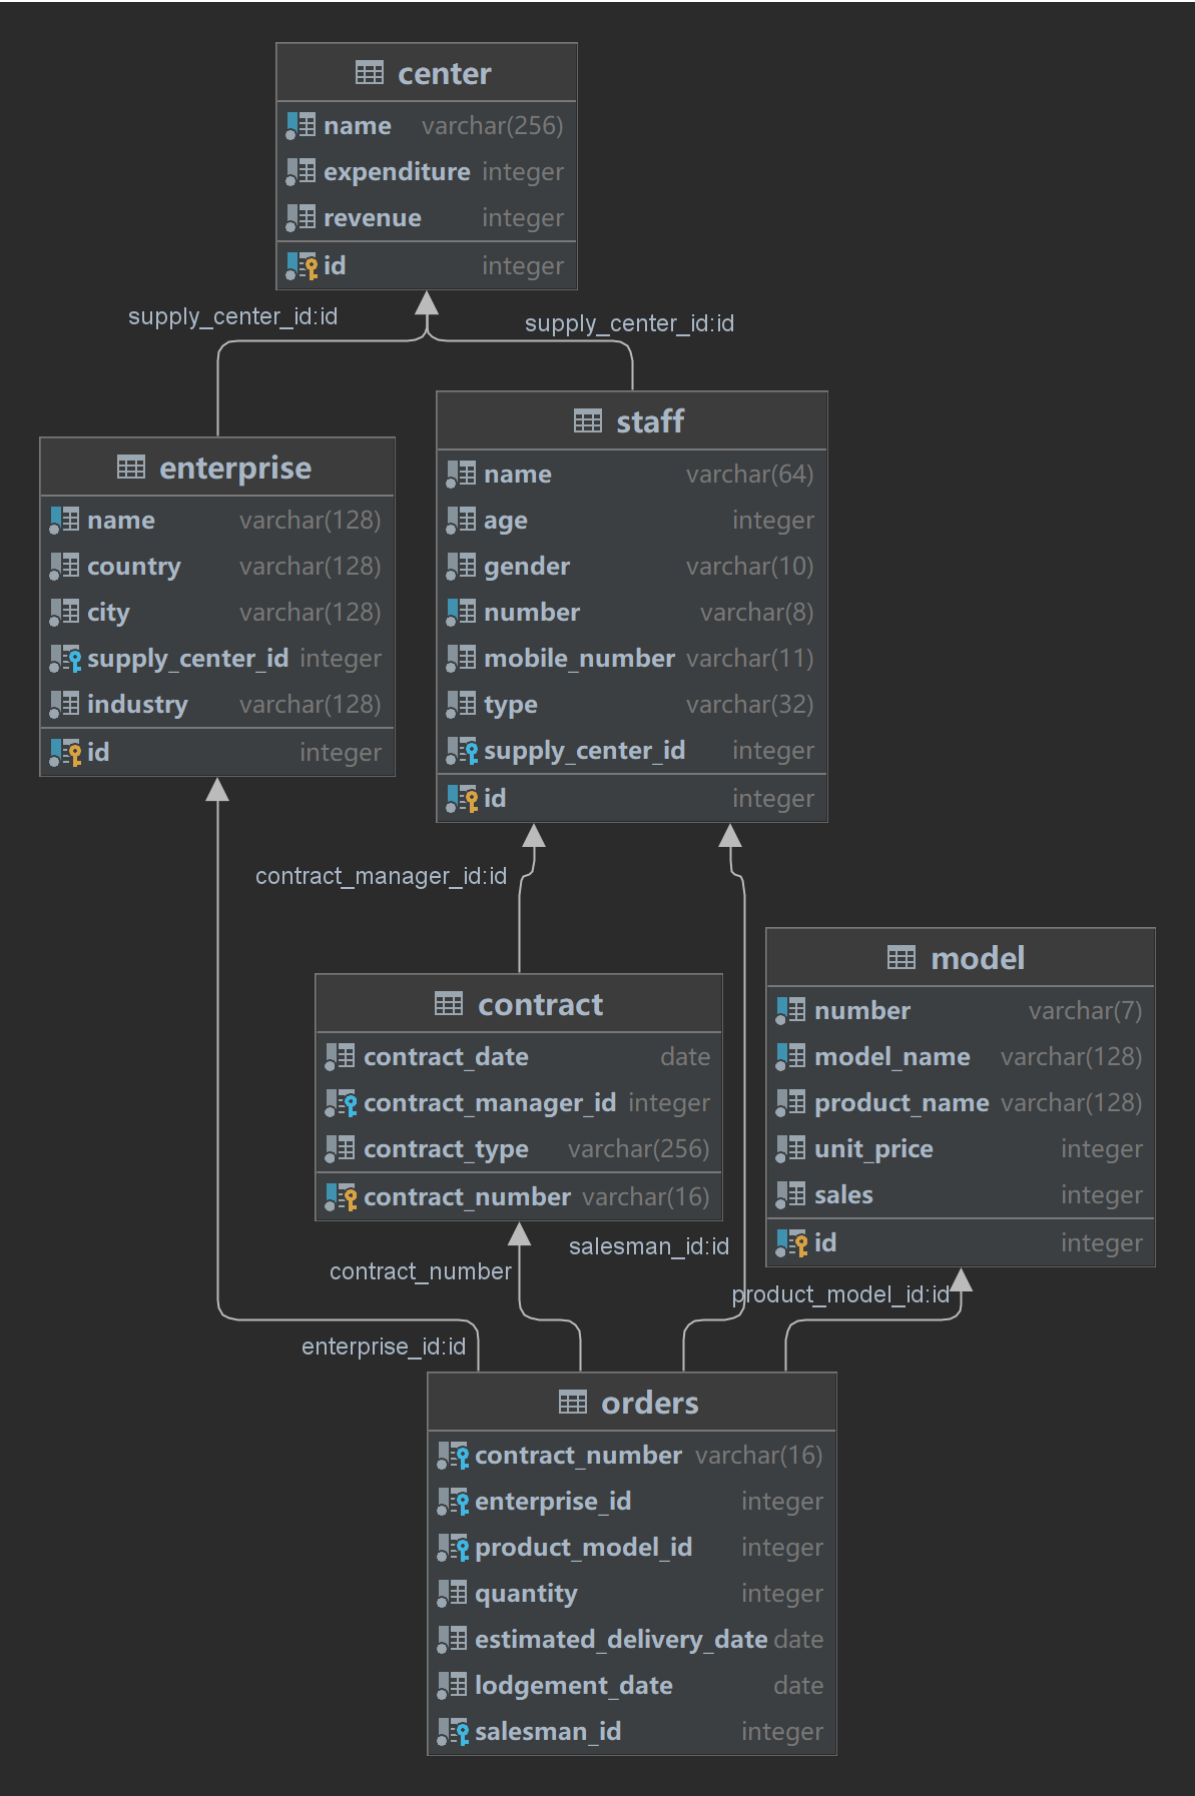 center
name varchar(256)
expenditure integer
revenue integer
id integer
supply_center_id:id
supply_center_id:id
enterprise
name varchar(128)
country varchar(128)
city varchar(128)
supply_center_id integer
industry varchar(128)
id integer
staff
name varchar(64)
age integer
gender varchar(10)
number varchar(8)
mobile_number varchar(11)
type varchar(32)
supply_center_id integer
id integer
contract_manager_id:id
contract
contract_date date
contract_manager_id integer
contract_type varchar(256)
contract_number varchar(16)
model
number varchar(7)
model_name varchar(128)
product_name varchar(128)
unit_price integer
sales integer
id integer
salesman_id:id
contract_number
product_model_id:id
enterprise_id:id
orders
contract_number varchar(16)
enterprise_id integer
product_model_id integer
quantity integer
estimated_delivery_date date
lodgement_date date
salesman_id integer